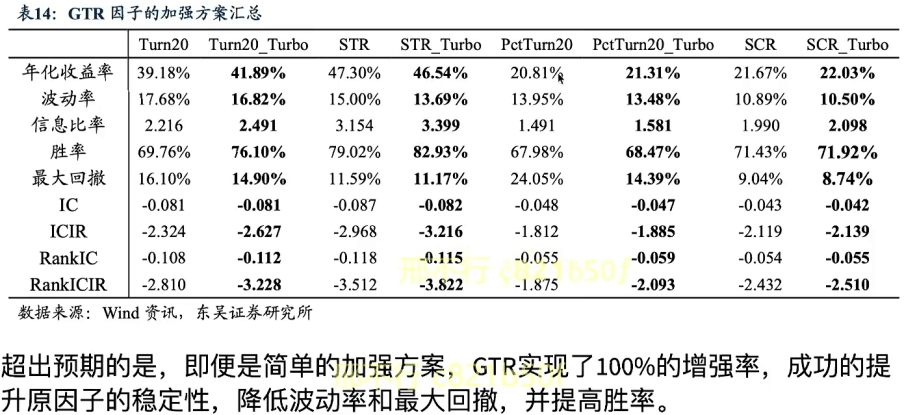 表14：GTR 因子的加强方案汇总
Turn20 Turn20_Turbo STR STR_Turbo PctTurn20 PctTurn20_Turbo SCR SCR_Turbo
年化收益率 39.18% 41.89% 47.30% 46.54% 20.81% 21.31% 21.67% 22.03%
波动率 17.68% 16.82% 15.00% 13.69% 13.95% 13.48% 10.89% 10.50%
信息比率 2.216 2.491 3.154 3.399 1.491 1.581 1.990 2.098
胜率 69.76% 76.10% 79.02% 82.93% 67.98% 68.47% 71.43% 71.92%
最大回撤 16.10% 14.90% 11.59% 11.17% 24.05% 14.39% 9.04% 8.74%
IC -0.081 -0.081 -0.087 -0.082 -0.048 -0.047 -0.043 -0.042
ICIR -2.324 -2.627 -2.968 -3.216 -1.812 -1.885 -2.119 -2.139
RankIC -0.108 -0.112 -0.118 -0.115 -0.055 -0.059 -0.054 -0.055
邢不行 c821650f
RankICIR -2.810 -3.228 -3.512 -3.822 -1.875 -2.093 -2.432 -2.510
数据来源：Wind 资讯，东吴证券研究所
超出预期的是，即便是简单的加强方案，GTR实现了100%的增强率，成功的提
邢不行 c821650f
升原因子的稳定性，降低波动率和最大回撤，并提高胜率。